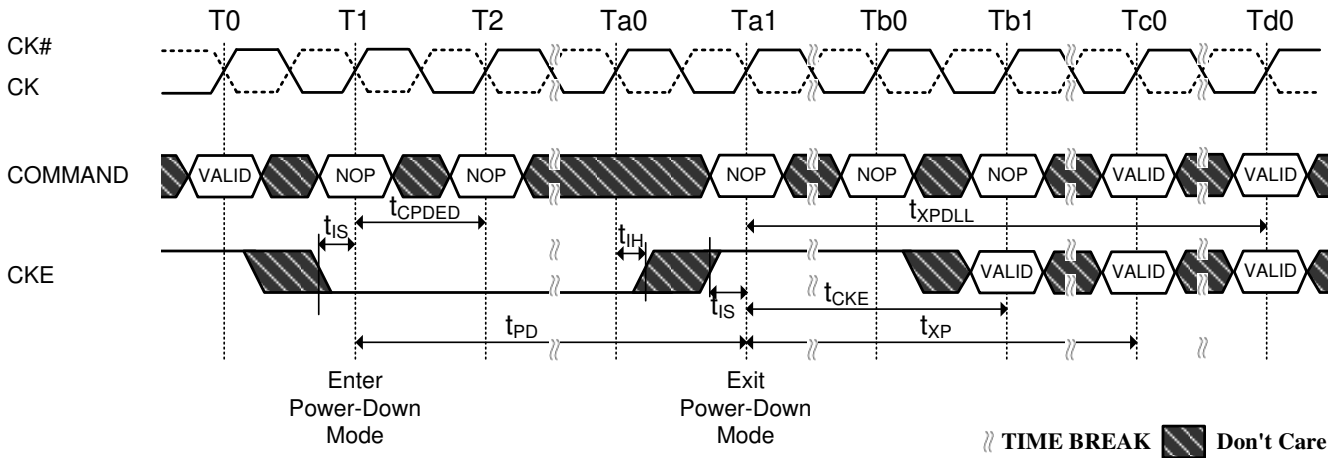 T0 T1 T2 Ta0 Ta1 Tb0 Tb1 Tc0 Td0
CK#
CK
COMMAND VALID NOP NOP NOP NOP NOP VALID VALID
tCPDED tXPDLL
tIS tIH
CKE VALID VALID VALID
tIS tCKE
tPD tXP
Enter
Power-Down
Mode
Exit
Power-Down
Mode
TIME BREAK Don't Care